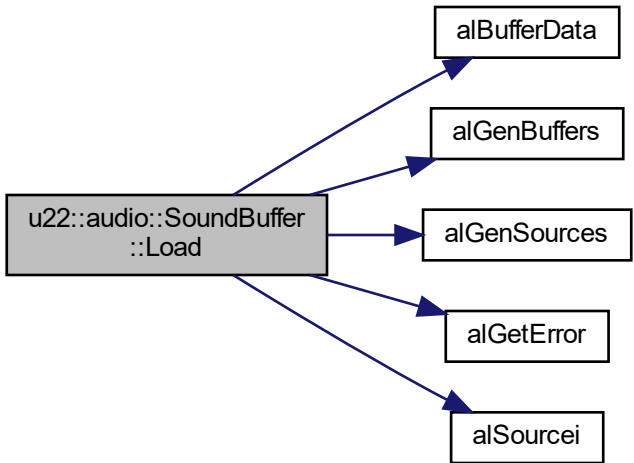 alBufferData
alGenBuffers
u22::audio::SoundBuffer
::Load
alGenSources
alGetError
alSourcei